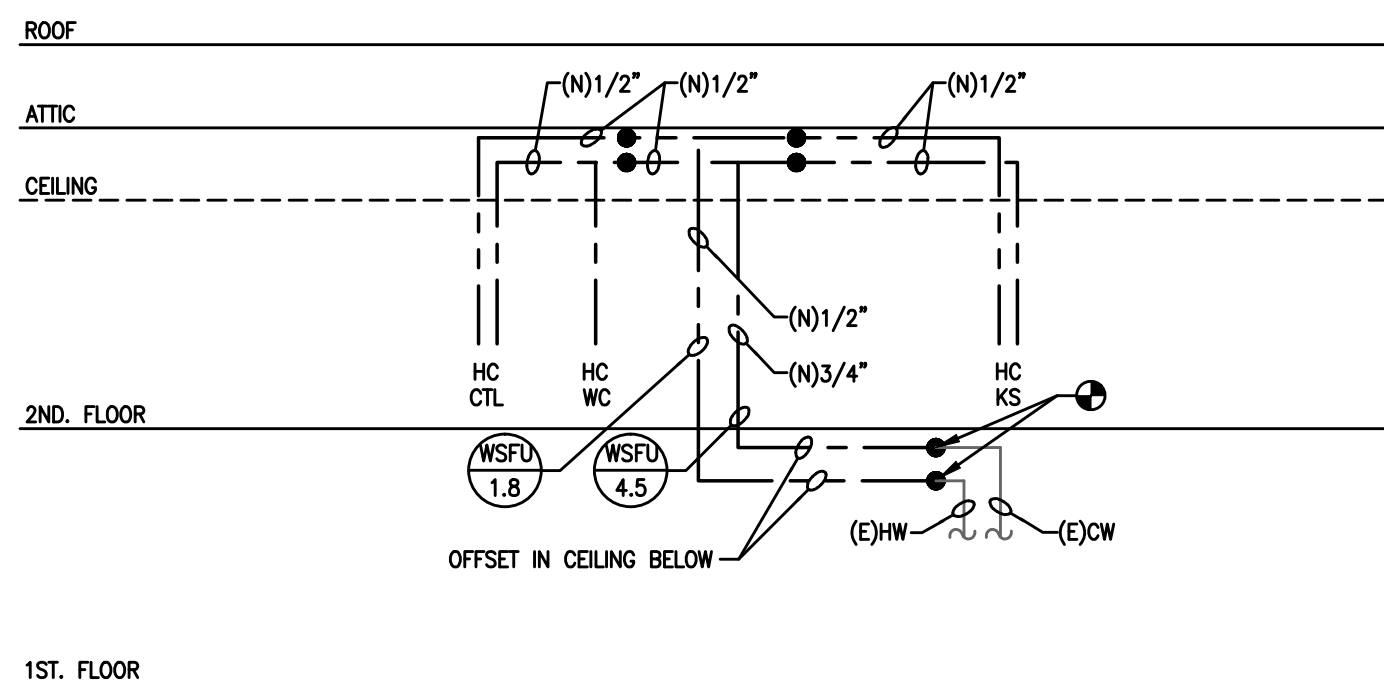 ROOF
(N)1/2" (N)1/2" (N)1/2"
ATTIC
CEILING
(N)1/2"
(N)3/4"
HC
CTL
HC
WC
HC
KS
2ND. FLOOR
WSFU
1.8
WSFU
4.5
(E)HW
(E)CW
OFFSET IN CEILING BELOW
1ST. FLOOR